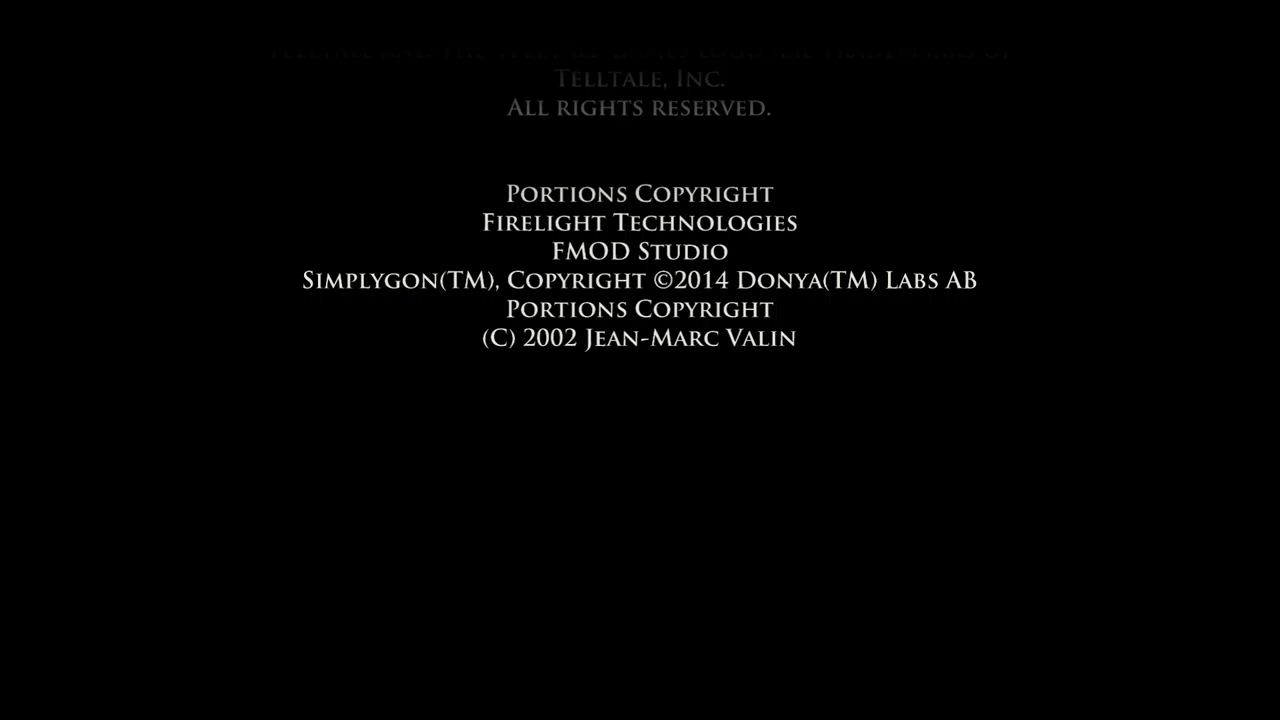 Telltale, Inc.
All rights reserved.
Portions Copyright
Firelight Technologies
FMOD Studio
Simplygon(TM), Copyright ©2014 Donya(TM) Labs AB
Portions Copyright
(C) 2002 Jean-Marc Valin